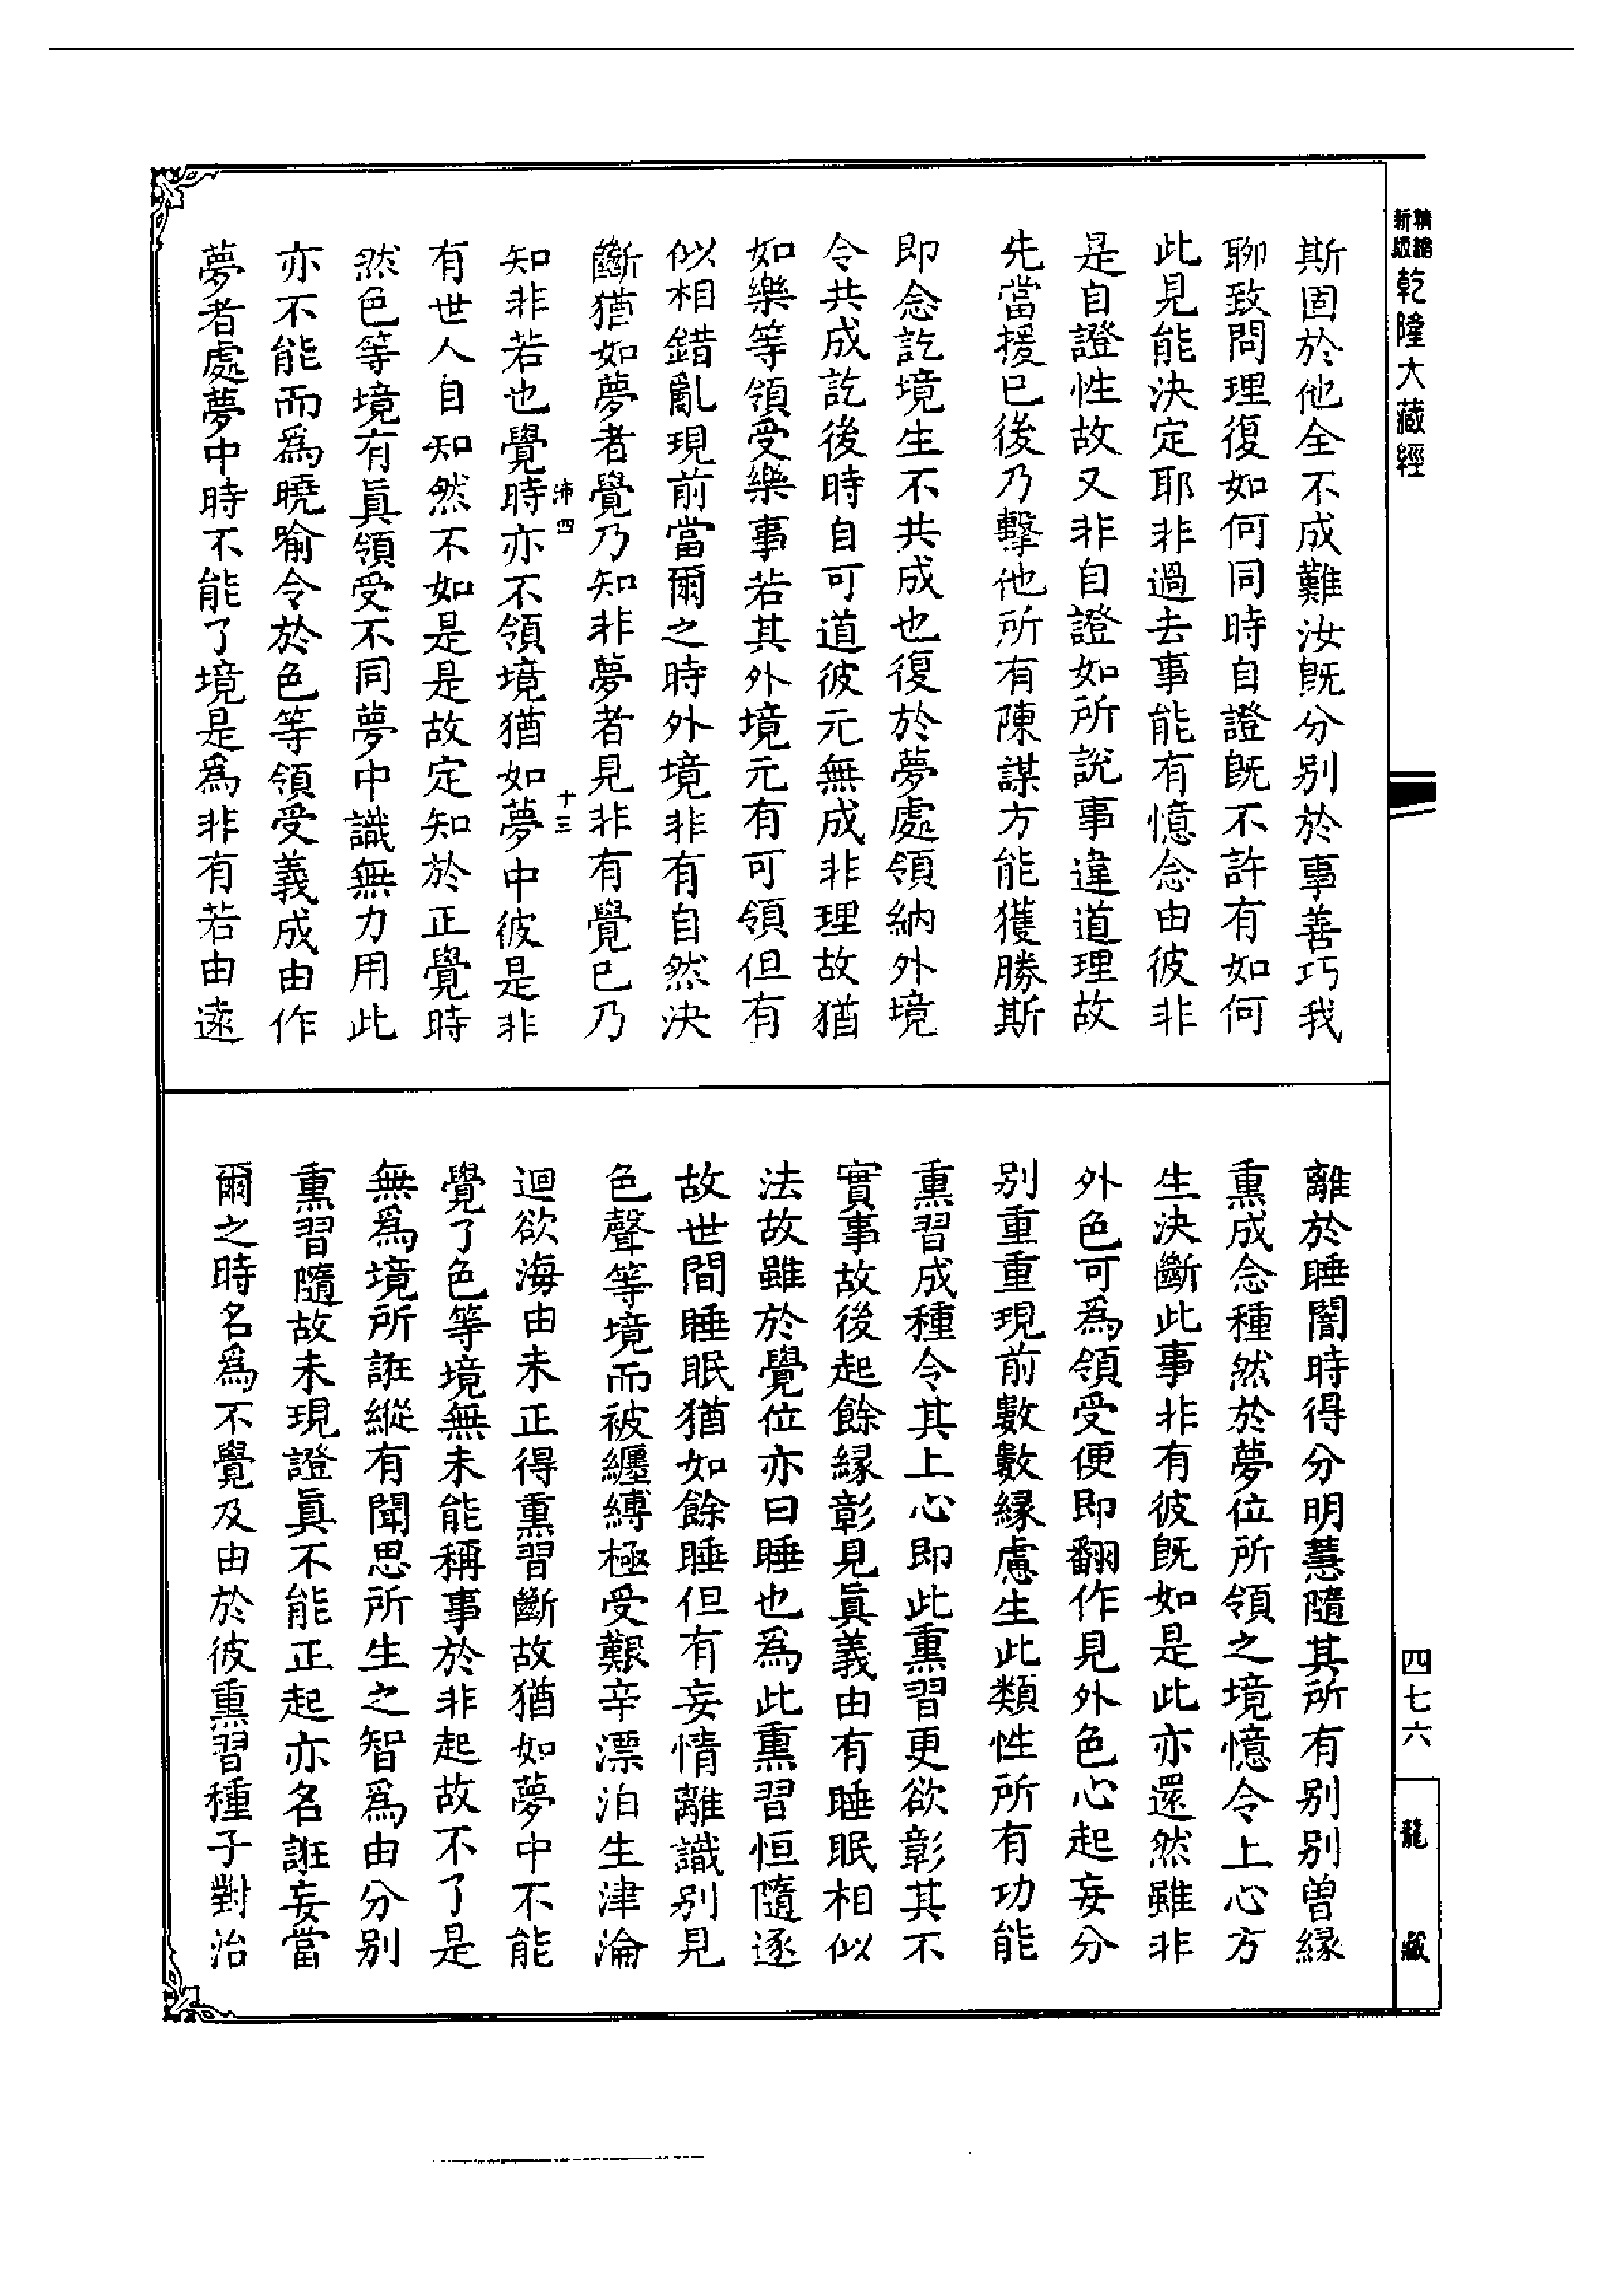 精縮
新版
乾隆大藏經
斯固於他全不成難汝旣分别於事善巧我
聊致問理復如何同時自證旣不許有如何
此見能決定耶非過去事能有憶念由彼非
是自證性故又非自證如所說事違道理故
先當援已後乃擊他所有陳謀方能獲勝斯
即念訖境生不共成也復於夢處領納外境
令共成訖後時自可道彼元無成非理故猶
如樂等領受樂事若其外境元有可領但有
似相錯亂現前當爾之時外境非有自然決
斷猶如夢者覺乃知非夢者見非有覺已乃
沛四
十三
知非若也覺時亦不領境猶如夢中彼是非
有世人自知然不如是是故定知於正覺時
然色等境有眞領受不同夢中識無力用此
亦不能而爲曉喻令於色等領受義成由作
夢者處夢中時不能了境是爲非有若由遠
離於睡闇時得分明慧隨其所有别别曽縁
熏成念種然於夢位所領之境憶令上心方
生決斷此事非有彼旣如是此亦還然雖非
外色可爲領受便即翻作見外色心起妄分
别重重現前數數縁慮生此類性所有功能
熏習成種令其上心即此熏習更欲彰其不
實事故後起餘縁彰見眞義由有睡眠相似
法故雖於覺位亦曰睡也爲此熏習恒隨逐
故世間睡眠猶如餘睡但有妄情離識别見
色聲等境而被纏縛極受艱辛漂泊生津淪
迴欲海由未正得熏習斷故猶如夢中不能
覺了色等境無未能稱事於非起故不了是
無爲境所誑縱有聞思所生之智爲由分别
熏習隨故未現證眞不能正起亦名誑妄當
爾之時名爲不覺及由於彼熏習種子對治
四七六
龍藏